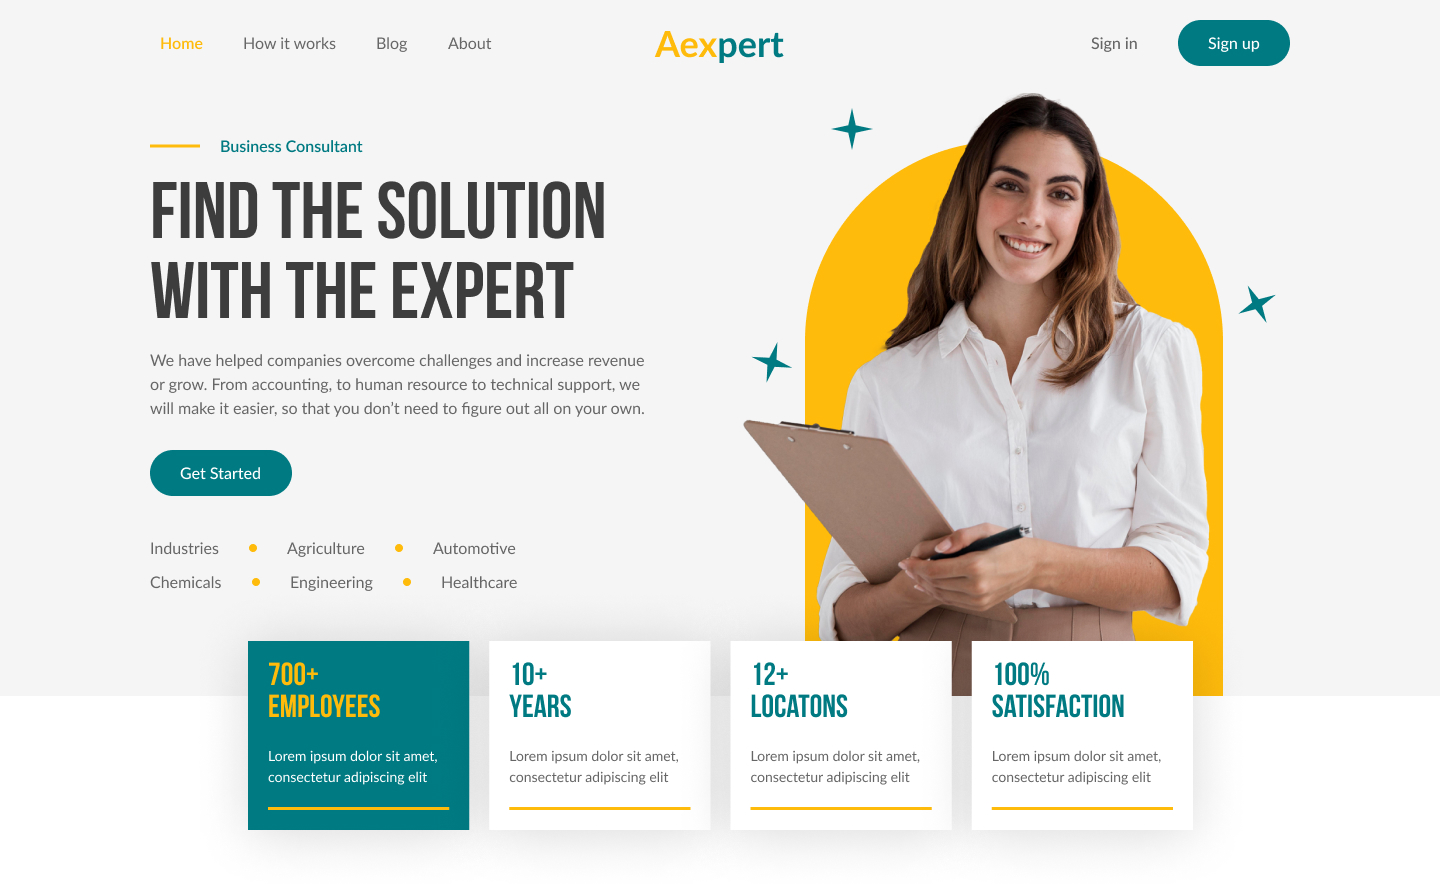 Home How it works Blog About Aexpert Sign in Sign up
Business Consultant
FIND THE SOLUTION
WITH THE EXPERT
We have helped companies overcome challenges and increase revenue
or grow. From accounting, to human resource to technical support, we
will make it easier, so that you don’t need to figure out all on your own.
Get Started
Industries Agriculture Automotive
Chemicals Engineering Healthcare
700+
EMPLOYEES
Lorem ipsum dolor sit amet,
consectetur adipiscing elit
10+
YEARS
Lorem ipsum dolor sit amet,
consectetur adipiscing elit
12+
LOCATONS
Lorem ipsum dolor sit amet,
consectetur adipiscing elit
100%
SATISFACTION
Lorem ipsum dolor sit amet,
consectetur adipiscing elit